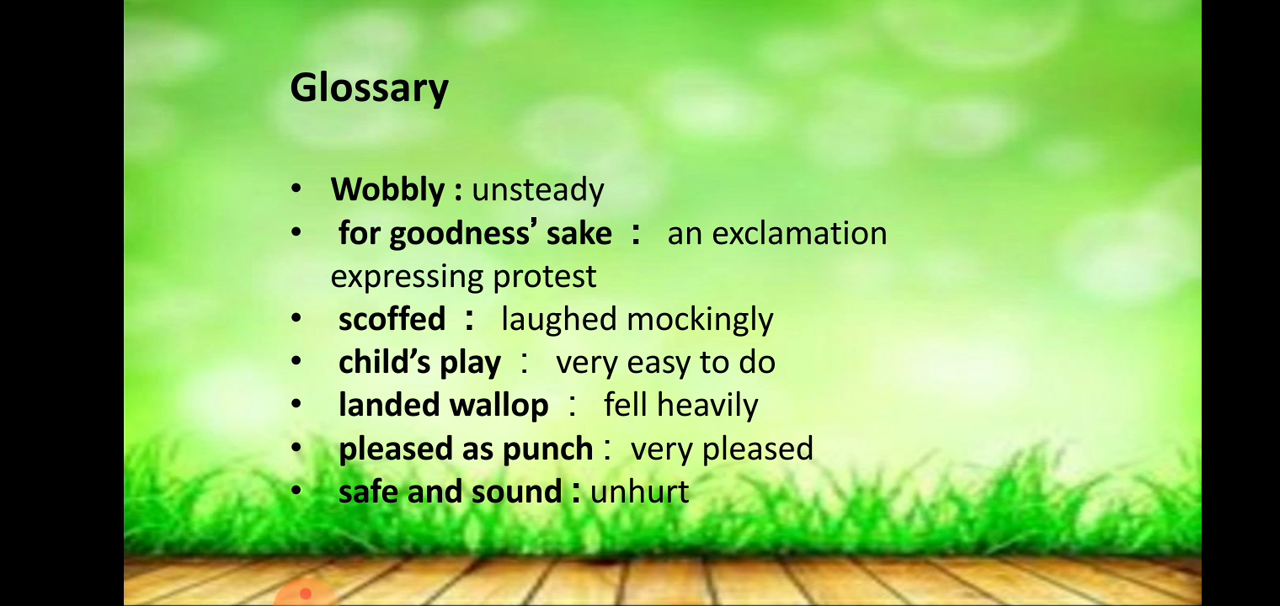 Glossary
• Wobbly : unsteady
• for goodness’ sake : an exclamation
expressing protest
• scoffed : laughed mockingly
• child’s play : very easy to do
• landed wallop : fell heavily
• pleased as punch : very pleased
• safe and sound : unhurt